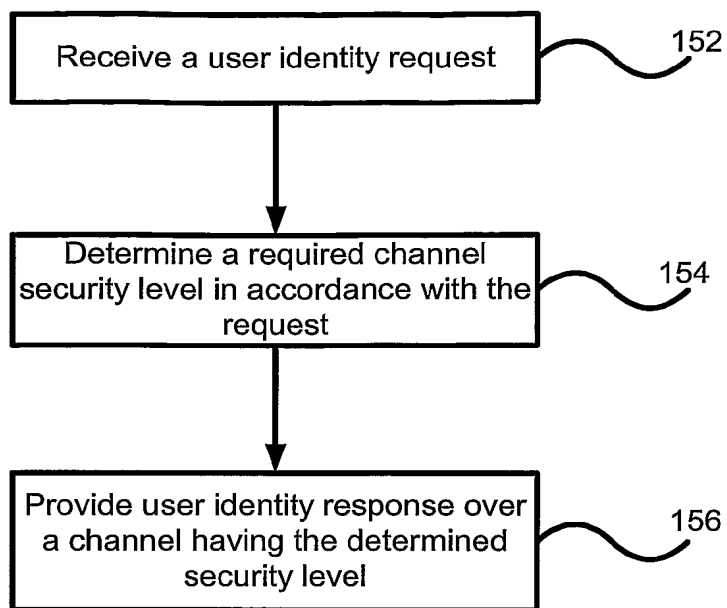 Receive a user identity request
152
Determine a required channel
security level in accordance with the
request
154
Provide user identity response over
a channel having the determined
security level
156